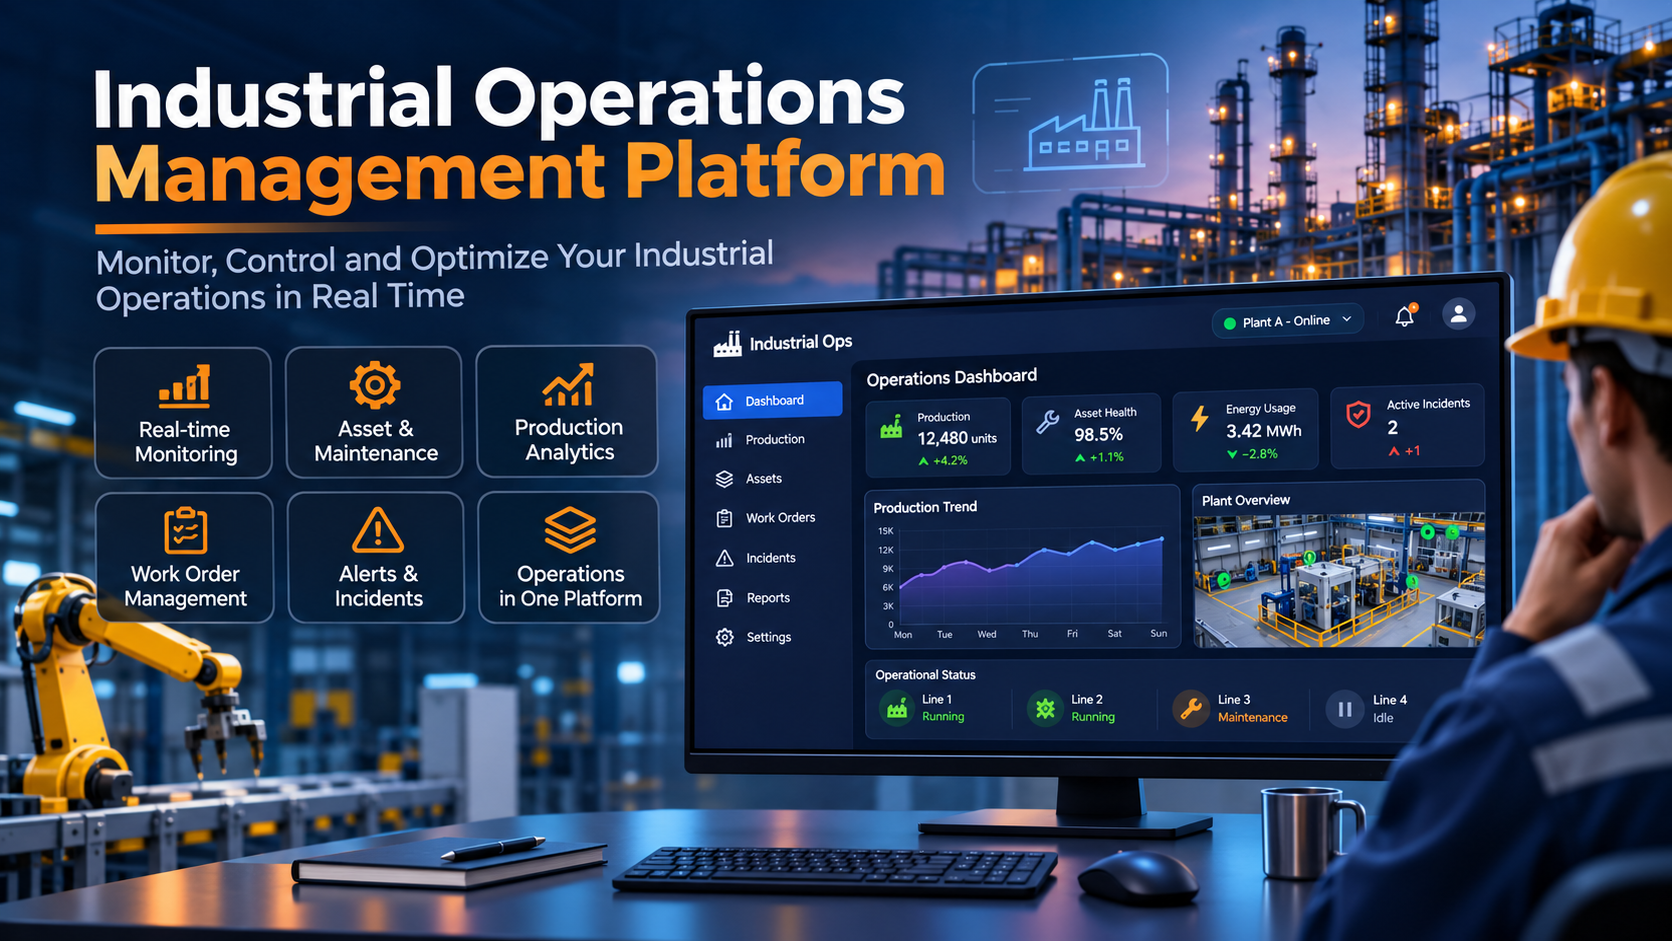 Industrial Operations
Management Platform
Monitor, Control and Optimize Your Industrial
Operations in Real Time
Real-time
Monitoring
Asset &
Maintenance
Production
Analytics
Work Order
Management
Alerts &
Incidents
Operations
in One Platform
Industrial Ops
Plant A - Online
Dashboard
Production
Assets
Work Orders
Incidents
Reports
Settings
Operations Dashboard
Production
12,480 units
+4.2%
Asset Health
98.5%
+1.1%
Energy Usage
3.42 MWh
−2.8%
Active Incidents
2
+1
Production Trend
15K
12K
9K
6K
3K
0
Mon Tue Wed Thu Fri Sat Sun
Plant Overview
Operational Status
Line 1
Running
Line 2
Running
Line 3
Maintenance
Line 4
Idle